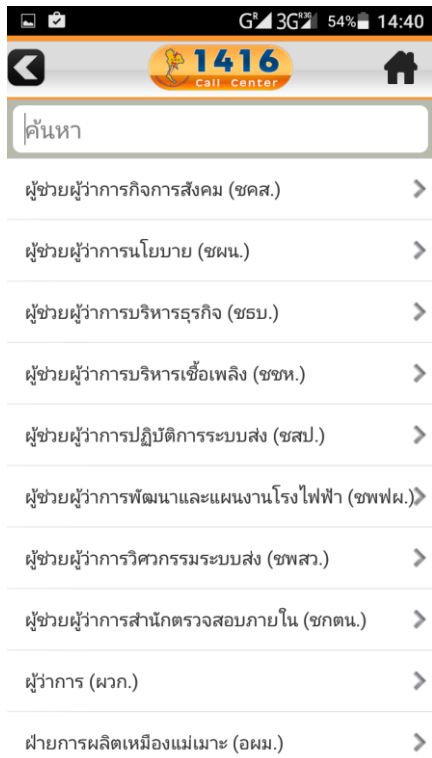 G R 3G R3G 54% 14:40
1416
Call Center
ค้นหา
ผู้ช่วยผู้ว่าการกิจการสังคม (ชคส.)
ผู้ช่วยผู้ว่าการนโยบาย (ชผน.)
ผู้ช่วยผู้ว่าการบริหารธุรกิจ (ชธบ.)
ผู้ช่วยผู้ว่าการบริหารเชื้อเพลิง (ชชห.)
ผู้ช่วยผู้ว่าการปฏิบัติการระบบส่ง (ชสป.)
ผู้ช่วยผู้ว่าการพัฒนาและแผนงานโรงไฟฟ้า (ชพฟผ.)
ผู้ช่วยผู้ว่าการวิศวกรรมระบบส่ง (ชพสว.)
ผู้ช่วยผู้ว่าการสำนักตรวจสอบภายใน (ชกตน.)
ผู้ว่าการ (ผวก.)
ฝ่ายการผลิตเหมืองแม่เมาะ (อผม.)